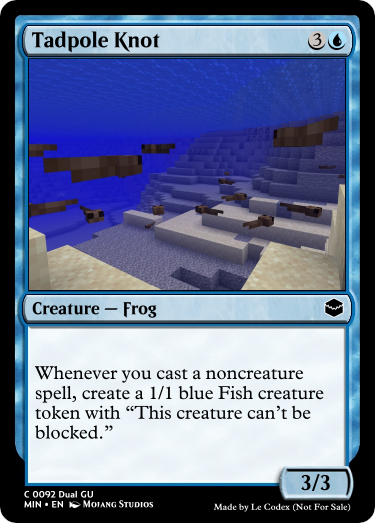 Tadpole Knot 3
Creature — Frog
Whenever you cast a noncreature
spell, create a 1/1 blue Fish creature
token with “This creature can’t be
blocked.”
3/3
C 0092 Dual GU
MIN • EN Mojang Studios
Made by Le Codex (Not For Sale)